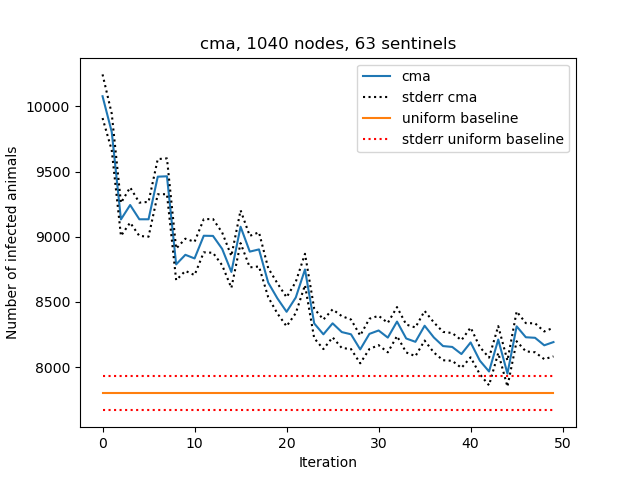 cma, 1040 nodes, 63 sentinels
cma
stderr cma
uniform baseline
stderr uniform baseline
Number of infected animals
10000
9500
9000
8500
8000
0 10 20 30 40 50
Iteration